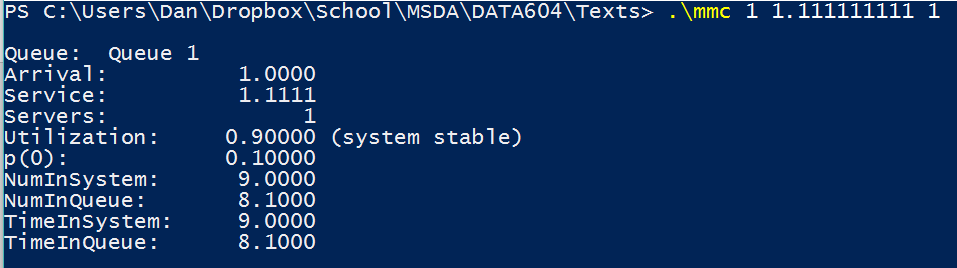 PS C:\Users\Dan\Dropbox\School\MSDA\DATA604\Texts> .\mmc 1 1.111111111 1
Queue:  Queue 1
Arrival:         1.0000
Service:         1.1111
Servers:              1
Utilization:    0.90000 (system stable)
p(0):           0.10000
NumInSystem:     9.0000
NumInQueue:      8.1000
TimeInSystem:    9.0000
TimeInQueue:     8.1000